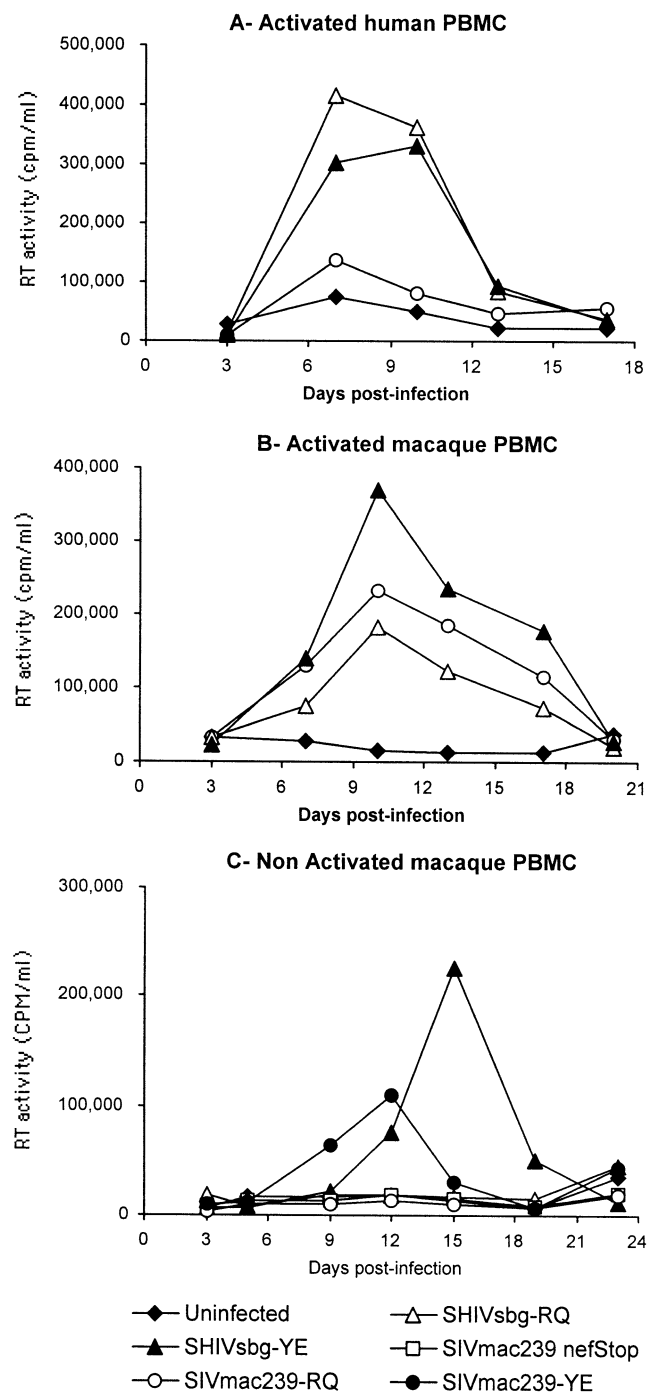 A- Activated human PBMC
500,000
400,000
300,000
200,000
100,000
0
RT activity (cpm/ml)
0 3 6 9 12 15 18
Days post-infection
B- Activated macaque PBMC
400,000
300,000
200,000
100,000
0
RT activity (cpm/ml)
0 3 6 9 12 15 18 21
Days post-infection
C- Non Activated macaque PBMC
300,000
200,000
100,000
0
RT activity (CPM/ml)
0 3 6 9 12 15 18 21 24
Days post-infection
Uninfected SHIVsbg-RQ
SHIVsbg-YE SIVmac239 nefStop
SIVmac239-RQ SIVmac239-YE